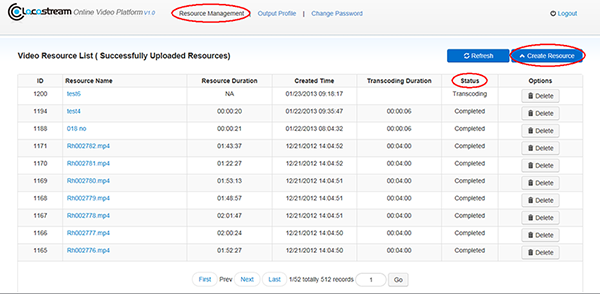 Locostream Online Video Platform V1.0 Resource Management | Output Profile | Change Password Logout
Video Resource List ( Successfully Uploaded Resources) Refresh Create Resource
ID Resource Name Resource Duration Created Time Transcoding Duration Status Options
1200 test6 NA 01/23/2013 09:18:17 Transcoding Delete
1194 test4 00:00:20 01/22/2013 09:35:47 00:00:06 Completed Delete
1188 018 no 00:00:21 01/22/2013 08:04:32 00:00:06 Completed Delete
1171 Rh002782.mp4 01:43:37 12/21/2012 14:04:52 00:04:00 Completed Delete
1170 Rh002781.mp4 01:22:27 12/21/2012 14:04:52 00:04:00 Completed Delete
1169 Rh002780.mp4 01:53:13 12/21/2012 14:04:51 00:04:00 Completed Delete
1168 Rh002779.mp4 01:48:57 12/21/2012 14:04:51 00:04:00 Completed Delete
1167 Rh002778.mp4 02:01:47 12/21/2012 14:04:51 00:04:00 Completed Delete
1166 Rh002777.mp4 02:00:24 12/21/2012 14:04:50 00:04:00 Completed Delete
1165 Rh002776.mp4 01:52:27 12/21/2012 14:04:50 00:04:00 Completed Delete
First Prev Next Last 1/52 totally 512 records 1 Go